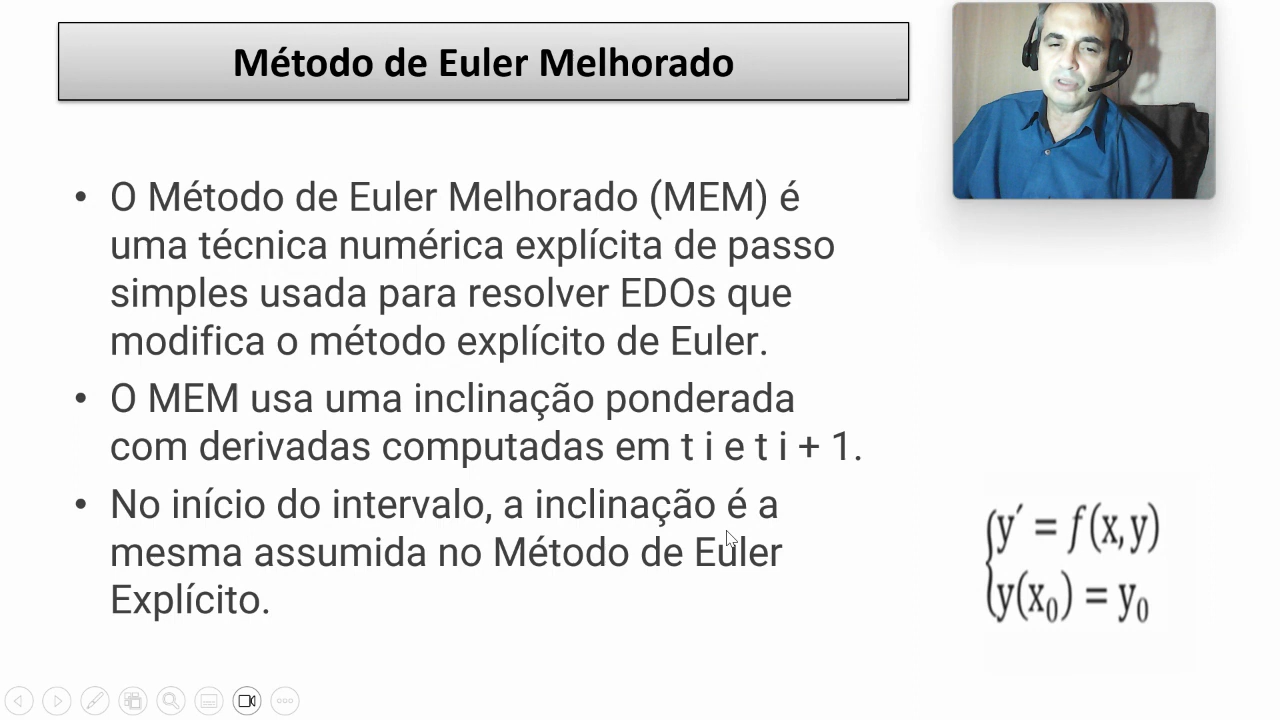 Método de Euler Melhorado
• O Método de Euler Melhorado (MEM) é
uma técnica numérica explícita de passo
simples usada para resolver EDOs que
modifica o método explícito de Euler.
• O MEM usa uma inclinação ponderada
com derivadas computadas em t i e t i + 1.
• No início do intervalo, a inclinação é a
mesma assumida no Método de Euler
Explícito.
y′ = f(x,y)
y(x₀) = y₀